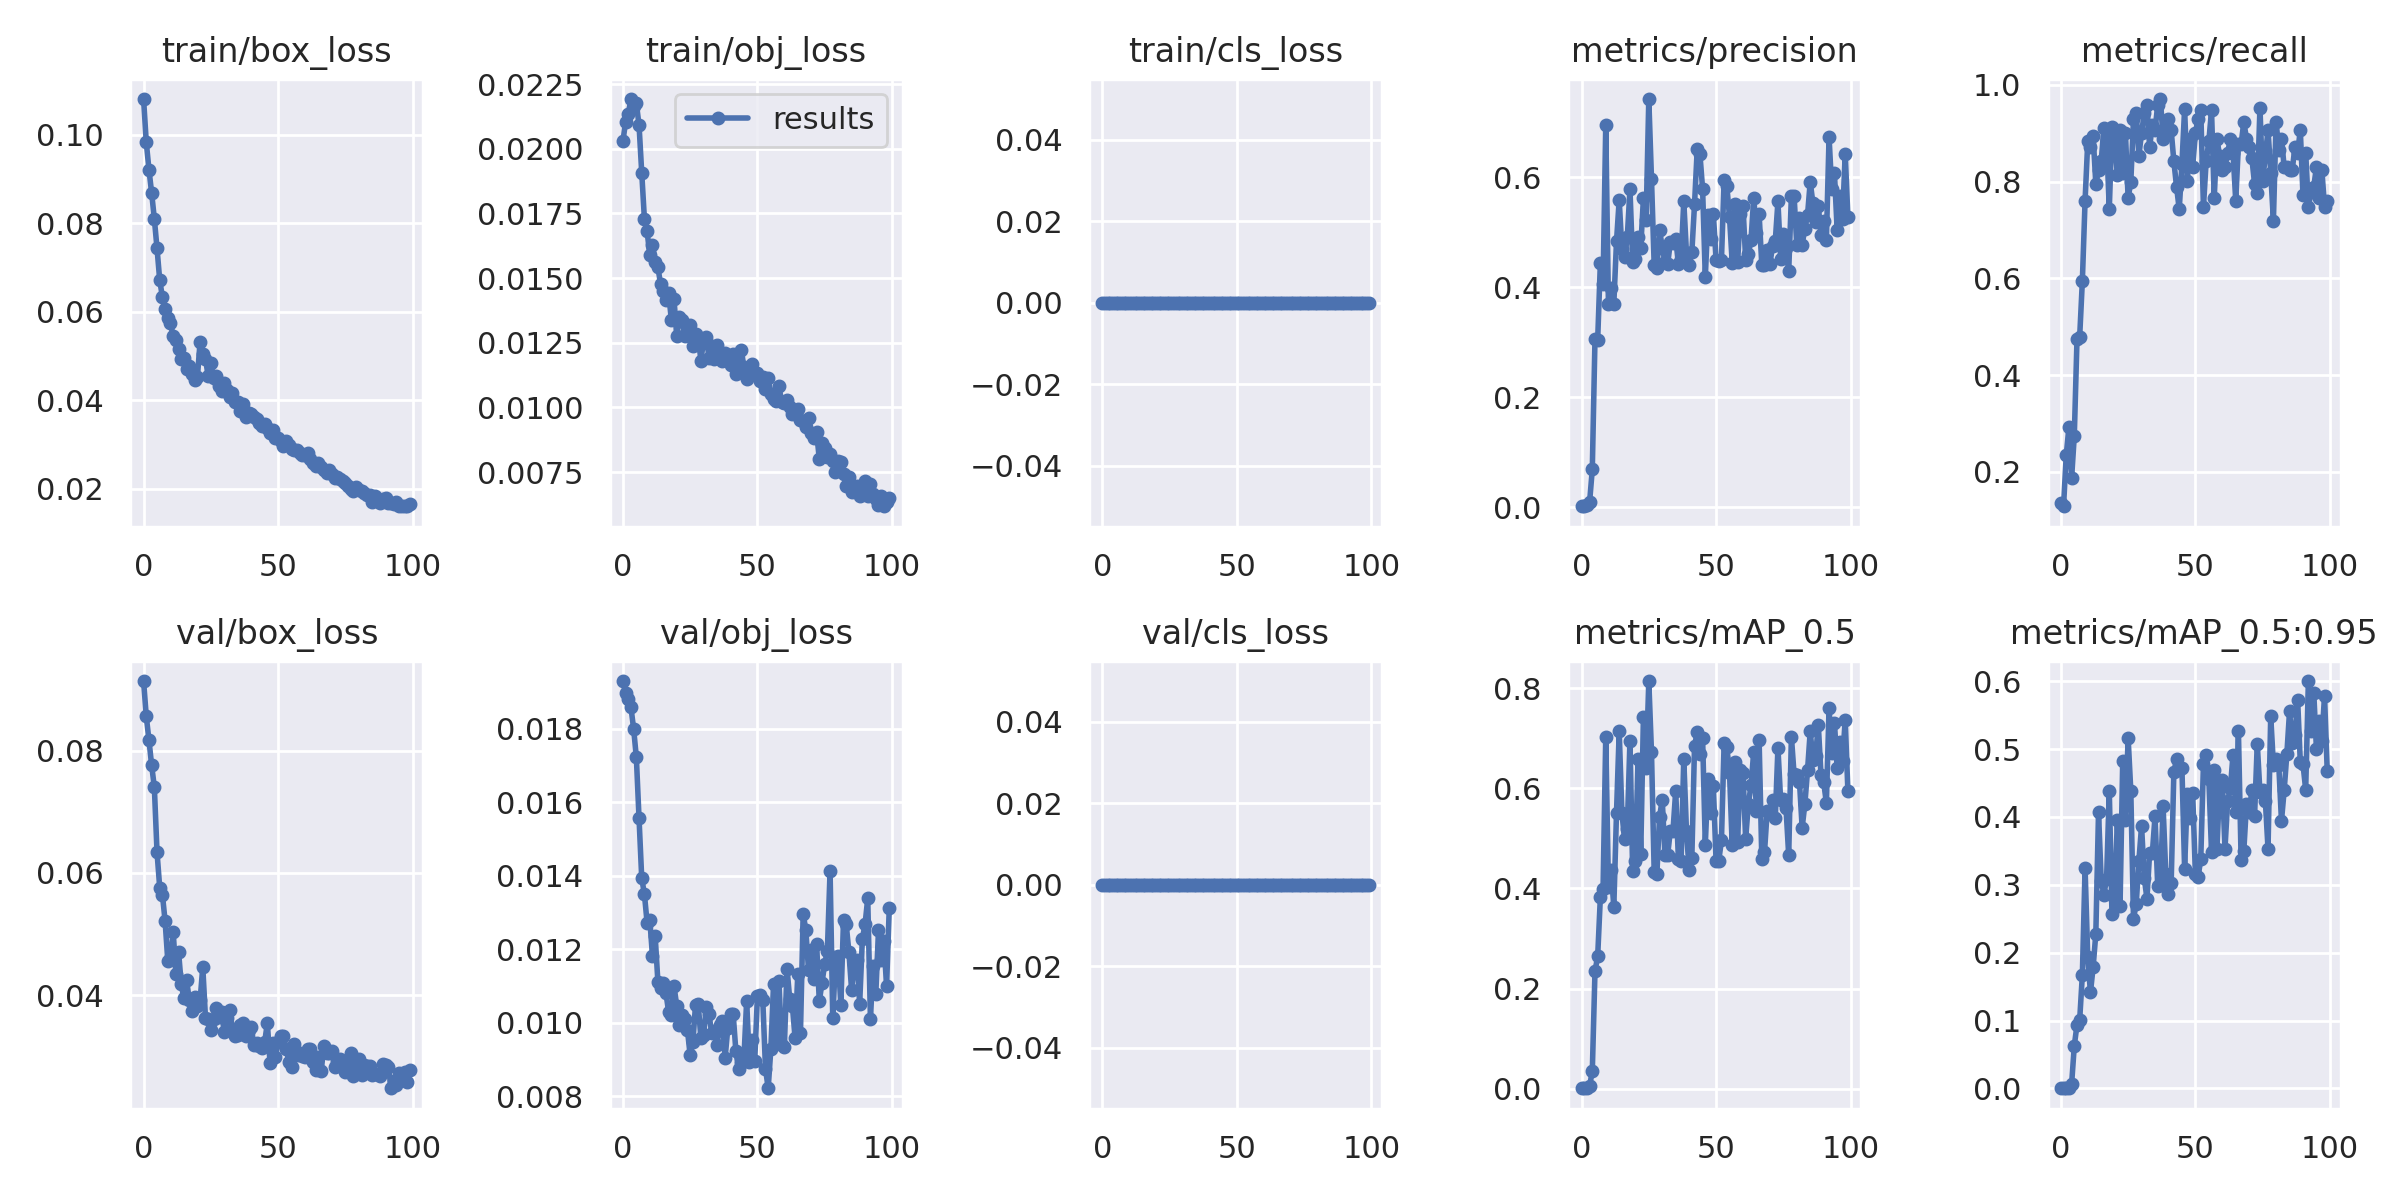 train/box_loss
0.10
0.08
0.06
0.04
0.02
0 50 100
train/obj_loss
results
0.0225
0.0200
0.0175
0.0150
0.0125
0.0100
0.0075
0 50 100
train/cls_loss
0.04
0.02
0.00
−0.02
−0.04
0 50 100
metrics/precision
0.6
0.4
0.2
0.0
0 50 100
metrics/recall
1.0
0.8
0.6
0.4
0.2
0 50 100
val/box_loss
0.08
0.06
0.04
0 50 100
val/obj_loss
0.018
0.016
0.014
0.012
0.010
0.008
0 50 100
val/cls_loss
0.04
0.02
0.00
−0.02
−0.04
0 50 100
metrics/mAP_0.5
0.8
0.6
0.4
0.2
0.0
0 50 100
metrics/mAP_0.5:0.95
0.6
0.5
0.4
0.3
0.2
0.1
0.0
0 50 100